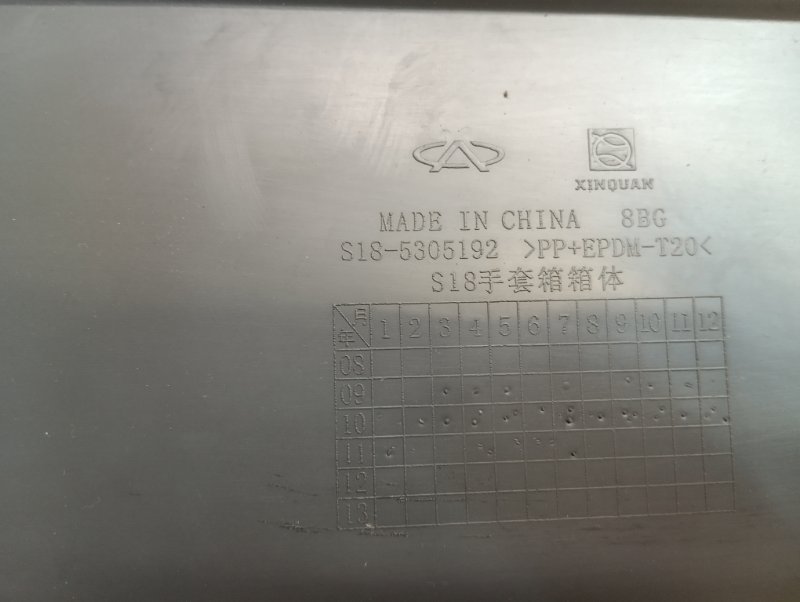 XINQUAN
MADE IN CHINA 8BG
S18-5305192 >PP+EPDM-T20<
S18手套箱箱体
月
年
1 2 3 4 5 6 7 8 9 10 11 12
08
09
10
11
12
13